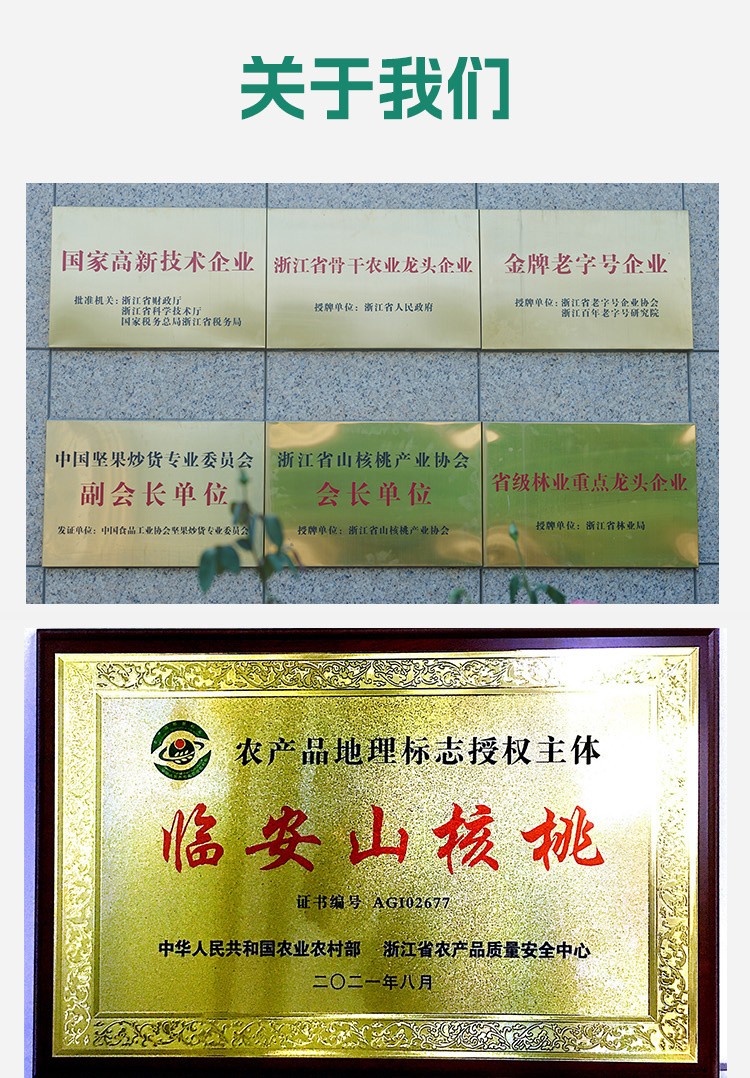 关于我们
国家高新技术企业
批准机关：浙江省财政厅
浙江省科学技术厅
国家税务总局浙江省税务局
浙江省骨干农业龙头企业
授牌单位：浙江省人民政府
金牌老字号企业
授牌单位：浙江省老字号企业协会
浙江百年老字号研究院
中国坚果炒货专业委员会
副会长单位
发证单位：中国食品工业协会坚果炒货专业委员会
浙江省山核桃产业协会
会长单位
授牌单位：浙江省山核桃产业协会
省级林业重点龙头企业
授牌单位：浙江省林业局
农产品地理标志授权主体
临安山核桃
证书编号 AGI02677
中华人民共和国农业农村部 浙江省农产品质量安全中心
二〇二一年八月